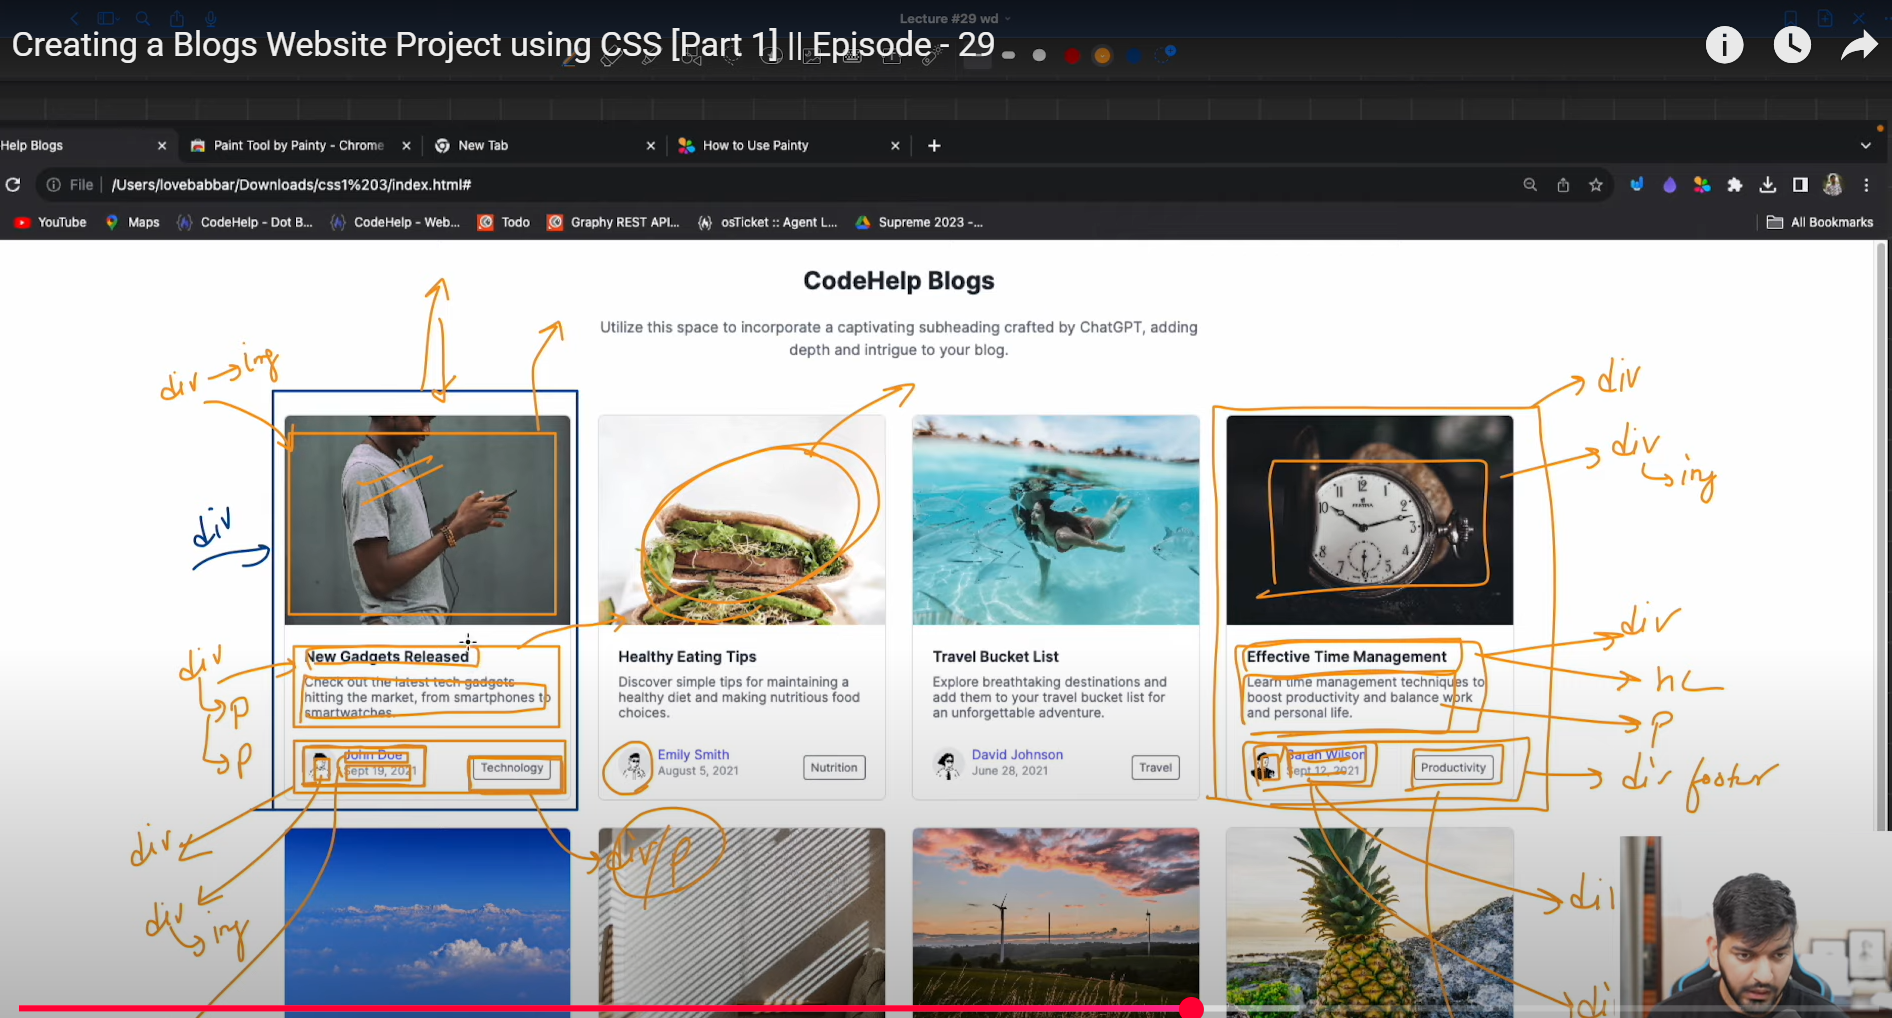 Lecture #29 wd
Creating a Blogs Website Project using CSS [Part 1] || Episode - 29
Help Blogs
Paint Tool by Painty - Chrome
New Tab
How to Use Painty
File
/Users/lovebabbar/Downloads/css1%203/index.html#
YouTube
Maps
CodeHelp - Dot B...
CodeHelp - Web...
Todo
Graphy REST API...
osTicket :: Agent L...
Supreme 2023 -...
All Bookmarks
CodeHelp Blogs
Utilize this space to incorporate a captivating subheading crafted by ChatGPT, adding
depth and intrigue to your blog.
div → img
div
div
div
img
New Gadgets Released
Check out the latest tech gadgets
hitting the market, from smartphones to
smartwatches.
John Doe
Sept 19, 2021
Technology
Healthy Eating Tips
Discover simple tips for maintaining a
healthy diet and making nutritious food
choices.
Emily Smith
August 5, 2021
Nutrition
Travel Bucket List
Explore breathtaking destinations and
add them to your travel bucket list for
an unforgettable adventure.
David Johnson
June 28, 2021
Travel
Effective Time Management
Learn time management techniques to
boost productivity and balance work
and personal life.
Sarah Wilson
Sept 12, 2021
Productivity
div
p
p
div
p
div footer
div
div/p
div
img